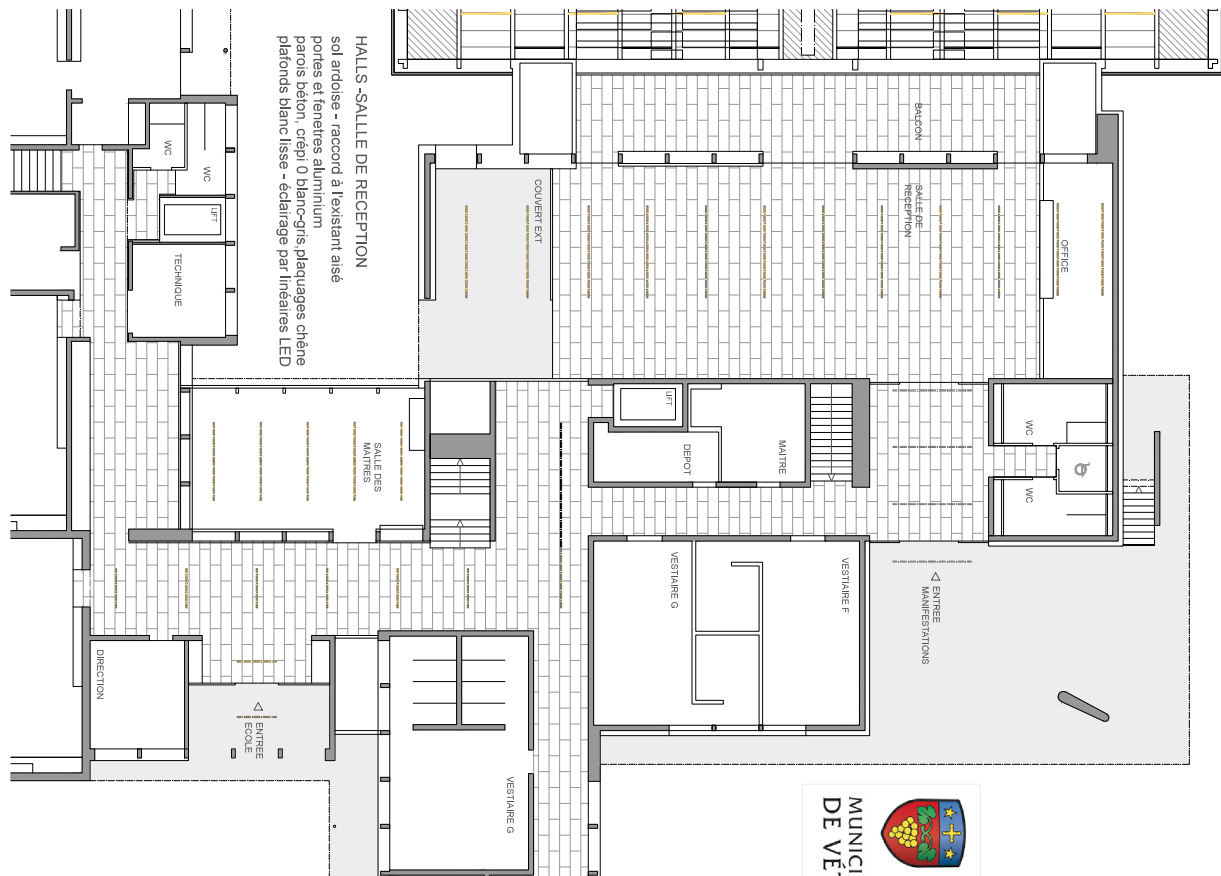 HALLS -SALLLE DE RECEPTION
sol ardoise - raccord à l'existant aisé
portes et fenetres aluminium
parois béton, crépi 0 blanc-gris,plaquages chêne
plafonds blanc lisse - éclairage par linéaires LED
WC
WC
LIFT
TECHNIQUE
COUVERT EXT
BALCON
SALLE DE
RECEPTION
OFFICE
SALLE DES
MAITRES
LIFT
DEPOT
MAITRE
WC
WC
VESTIAIRE G
VESTIAIRE F
ENTREE
MANIFESTATIONS
DIRECTION
ENTREE
ECOLE
VESTIAIRE G
MUNICI
DE VÉT